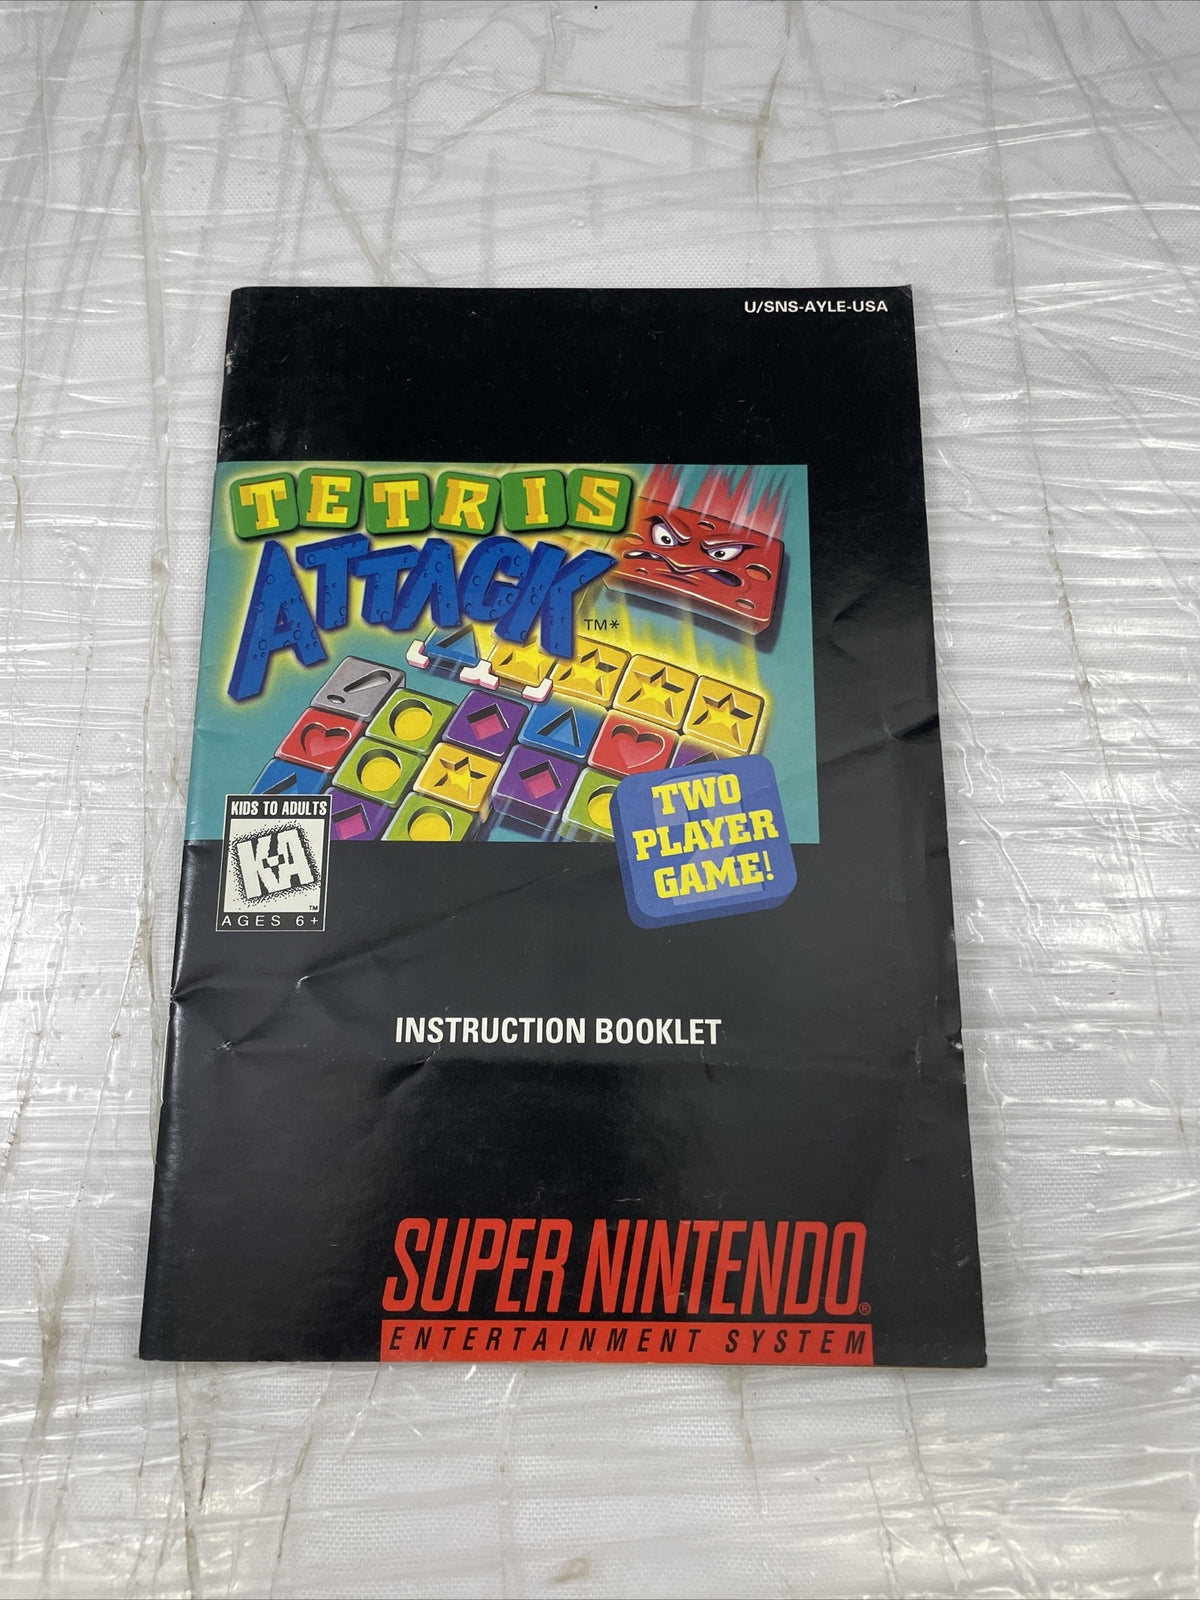 U/SNS-AYLE-USA
TETRIS
ATTACK
™*
TWO
PLAYER
GAME!
KIDS TO ADULTS
K-A
™
AGES 6+
INSTRUCTION BOOKLET
SUPER NINTENDO®
ENTERTAINMENT SYSTEM